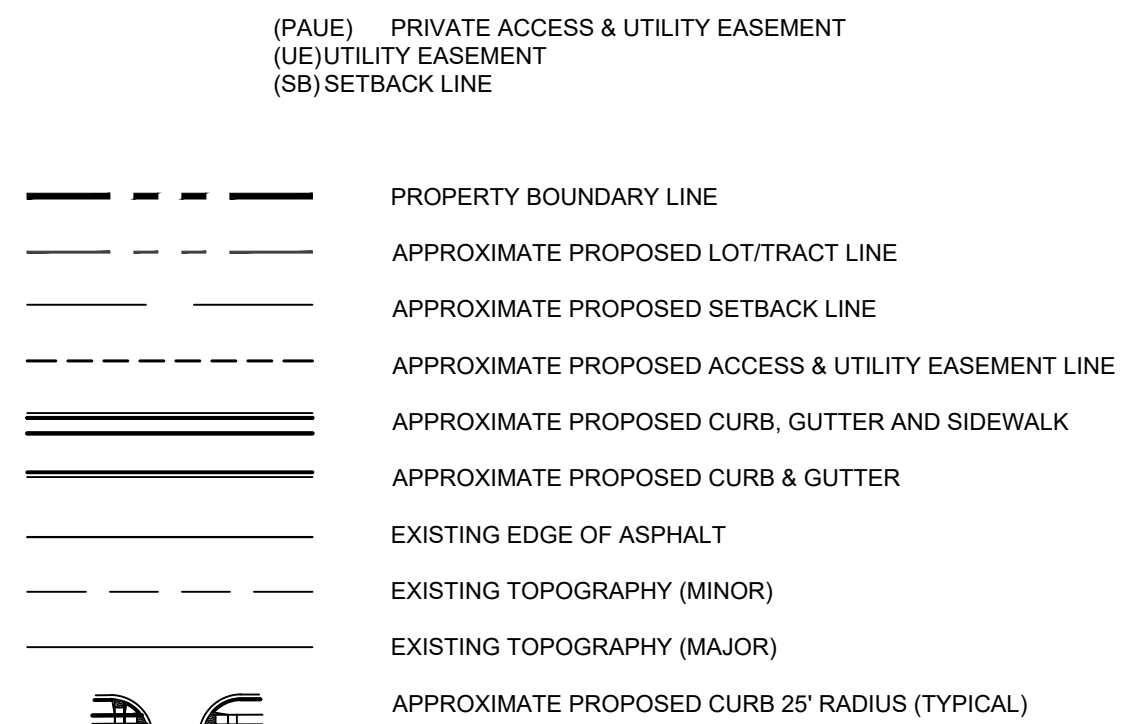 (PAUE) PRIVATE ACCESS & UTILITY EASEMENT
(UE) UTILITY EASEMENT
(SB) SETBACK LINE
PROPERTY BOUNDARY LINE
APPROXIMATE PROPOSED LOT/TRACT LINE
APPROXIMATE PROPOSED SETBACK LINE
APPROXIMATE PROPOSED ACCESS & UTILITY EASEMENT LINE
APPROXIMATE PROPOSED CURB, GUTTER AND SIDEWALK
APPROXIMATE PROPOSED CURB & GUTTER
EXISTING EDGE OF ASPHALT
EXISTING TOPOGRAPHY (MINOR)
EXISTING TOPOGRAPHY (MAJOR)
APPROXIMATE PROPOSED CURB 25' RADIUS (TYPICAL)